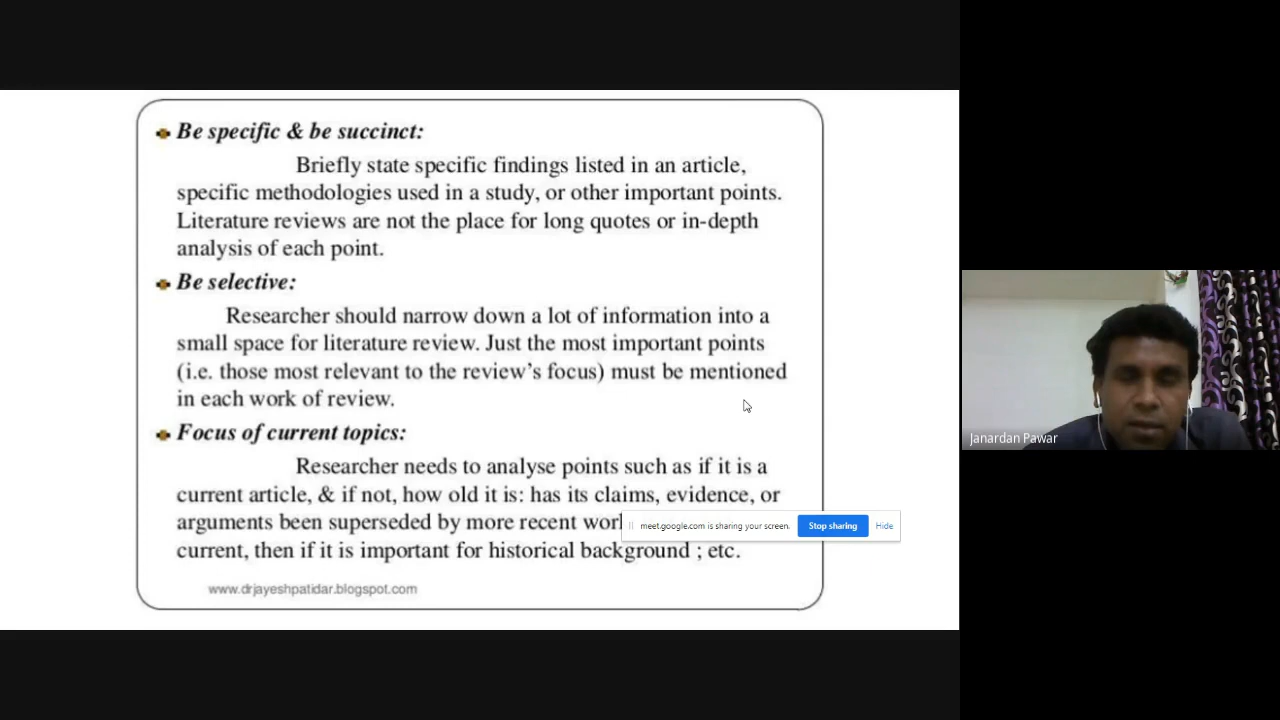 Be specific & be succinct:
Briefly state specific findings listed in an article,
specific methodologies used in a study, or other important points.
Literature reviews are not the place for long quotes or in-depth
analysis of each point.
Be selective:
Researcher should narrow down a lot of information into a
small space for literature review. Just the most important points
(i.e. those most relevant to the review's focus) must be mentioned
in each work of review.
Focus of current topics:
Researcher needs to analyse points such as if it is a
current article, & if not, how old it is: has its claims, evidence, or
arguments been superseded by more recent
current, then if it is important for historical background ; etc.
www.drjayeshpatidar.blogspot.com
meet.google.com is sharing your screen.
Stop sharing
Hide
Janardan Pawar